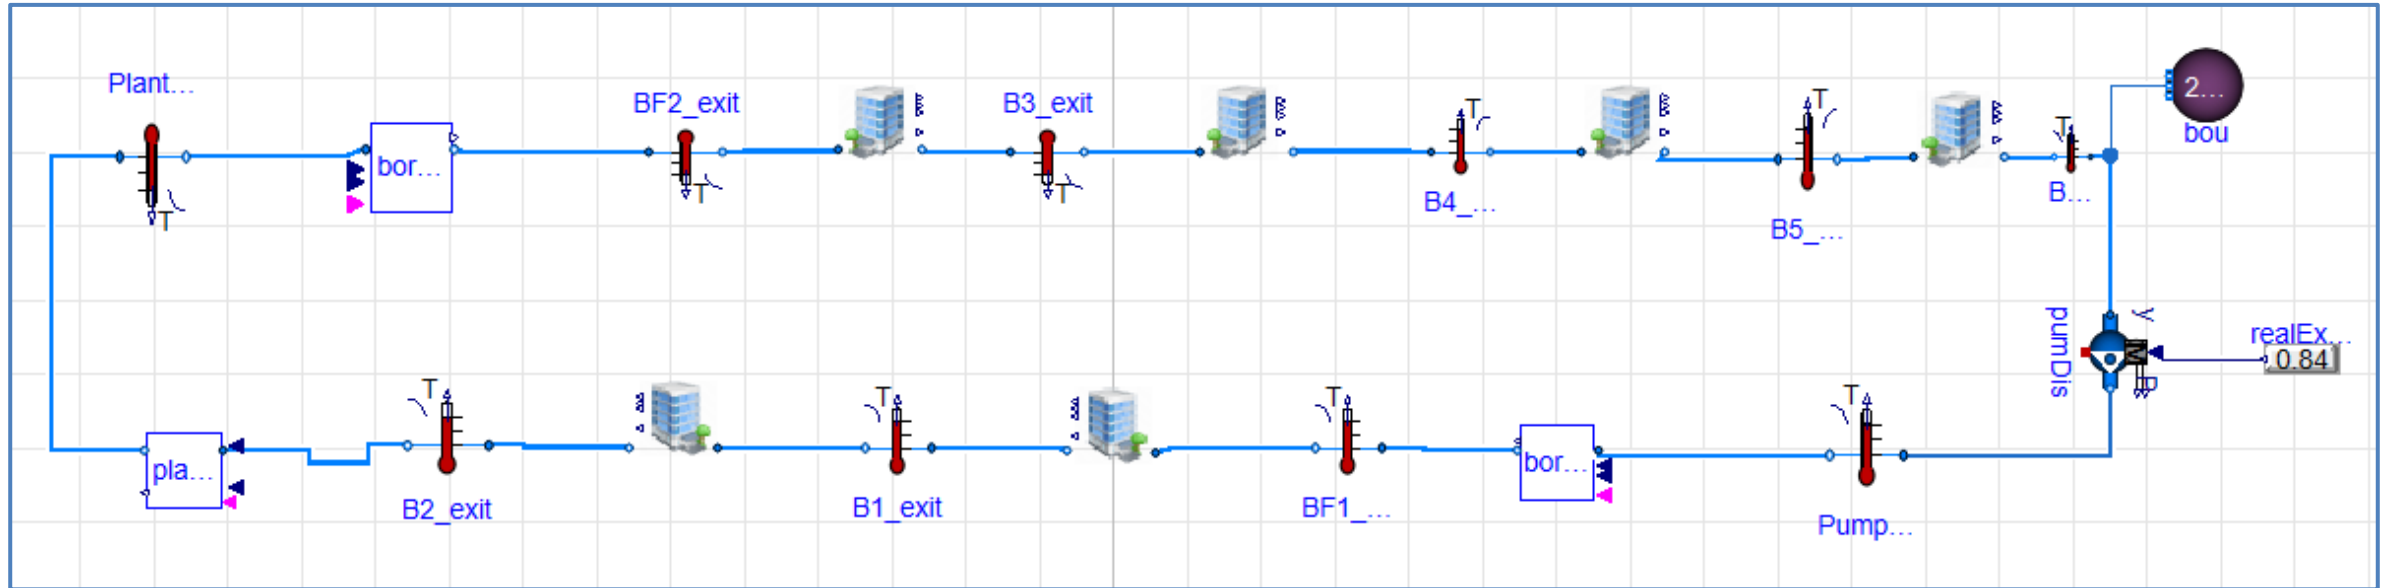 Plant...
T
bor...
BF2_exit
T
B3_exit
T
T
B4_...
T
B5_...
T
B...
2...
bou
y
pumDis
M
P
realEx...
0.84
pla...
T
B2_exit
T
B1_exit
T
BF1_...
bor...
T
Pump...